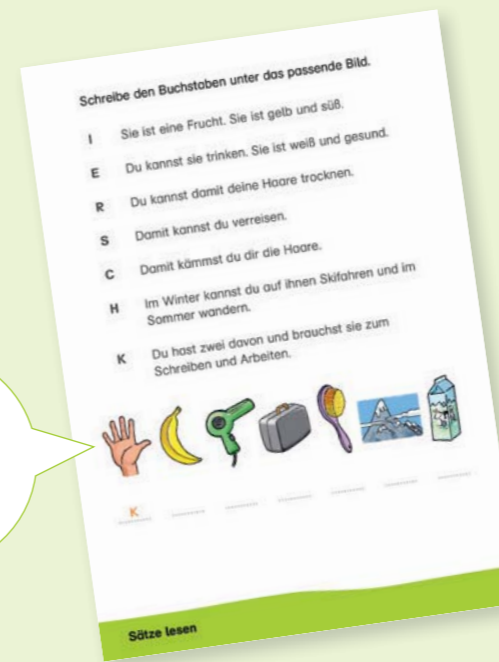 Schreibe den Buchstaben unter das passende Bild.
I Sie ist eine Frucht. Sie ist gelb und süß.
E Du kannst sie trinken. Sie ist weiß und gesund.
R Du kannst damit deine Haare trocknen.
S Damit kannst du verreisen.
C Damit kämmst du dir die Haare.
H Im Winter kannst du auf ihnen Skifahren und im
Sommer wandern.
K Du hast zwei davon und brauchst sie zum
Schreiben und Arbeiten.
K
Sätze lesen